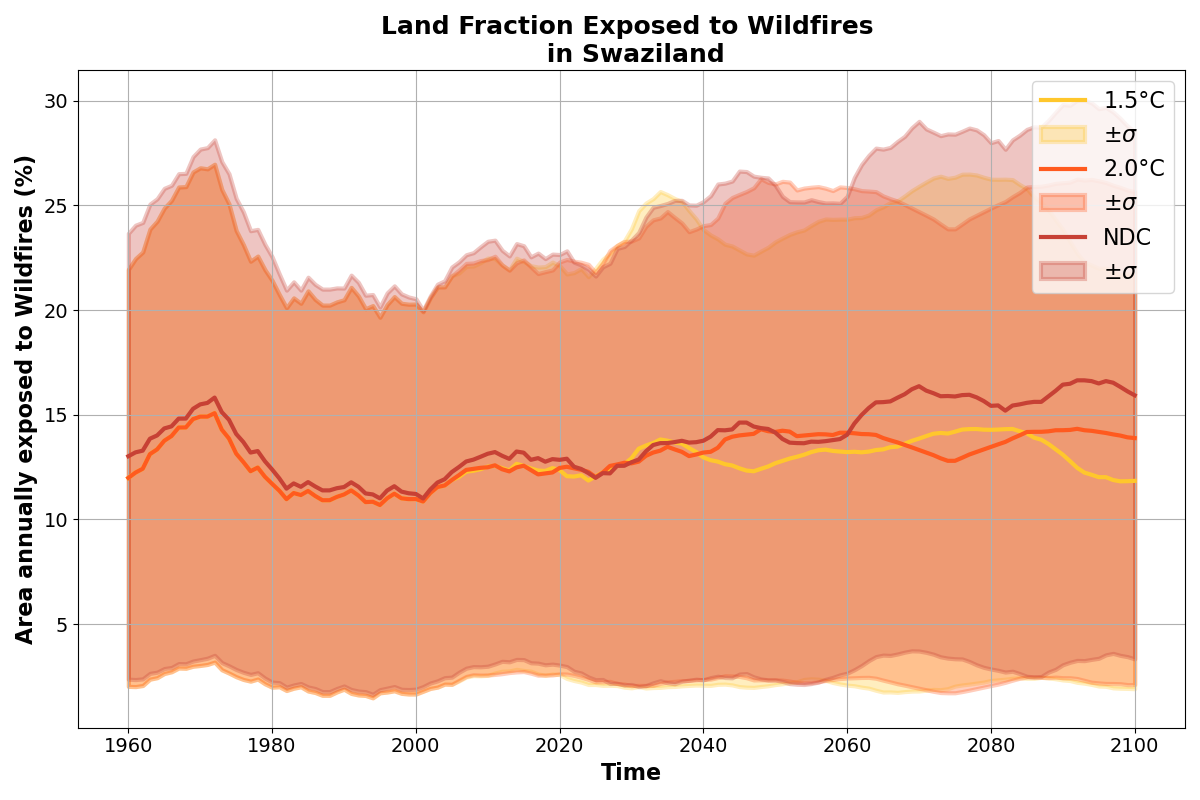 Land Fraction Exposed to Wildfires
in Swaziland
Area annually exposed to Wildfires (%)
30
25
20
15
10
5
1960
1980
2000
2020
2040
2060
2080
2100
Time
1.5°C
±σ
2.0°C
±σ
NDC
±σ